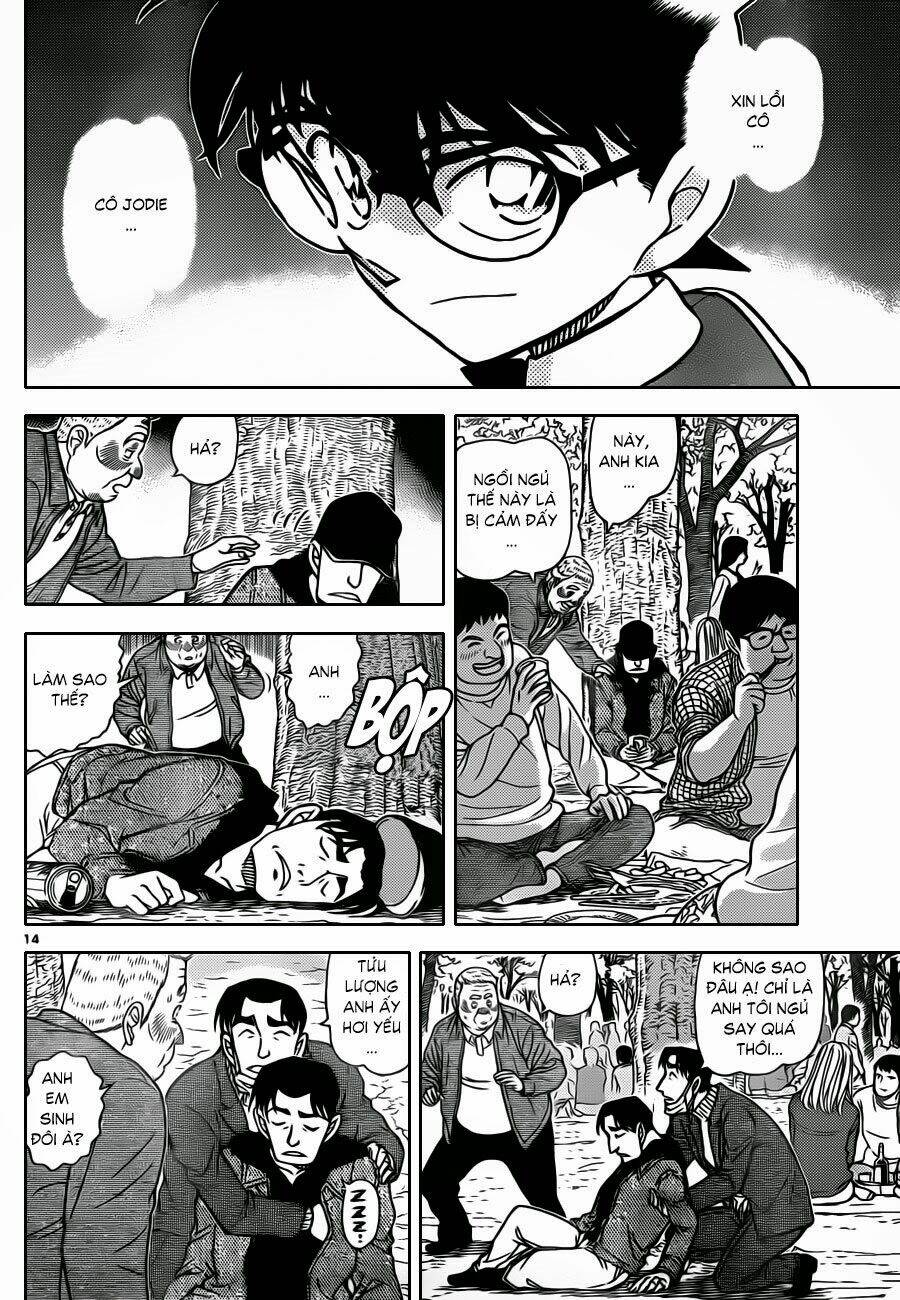 XIN LỖI
CÔ
...
CÔ JODIE
...
NÀY,
ANH KIA
...
NGỒI NGỦ
THẾ NÀY LÀ
BỊ CẢM ĐẤY
...
HẢ?
ANH
...
BỘP
LÀM SAO
THẾ?
14
KHÔNG SAO
ĐÂU Ạ! CHỈ LÀ
ANH TÔI NGỦ
SAY QUÁ
THÔI...
HẢ?
TỬU
LƯỢNG
ANH ẤY
HƠI YẾU
...
ANH
EM
SINH
ĐÔI À?
ZZZ...